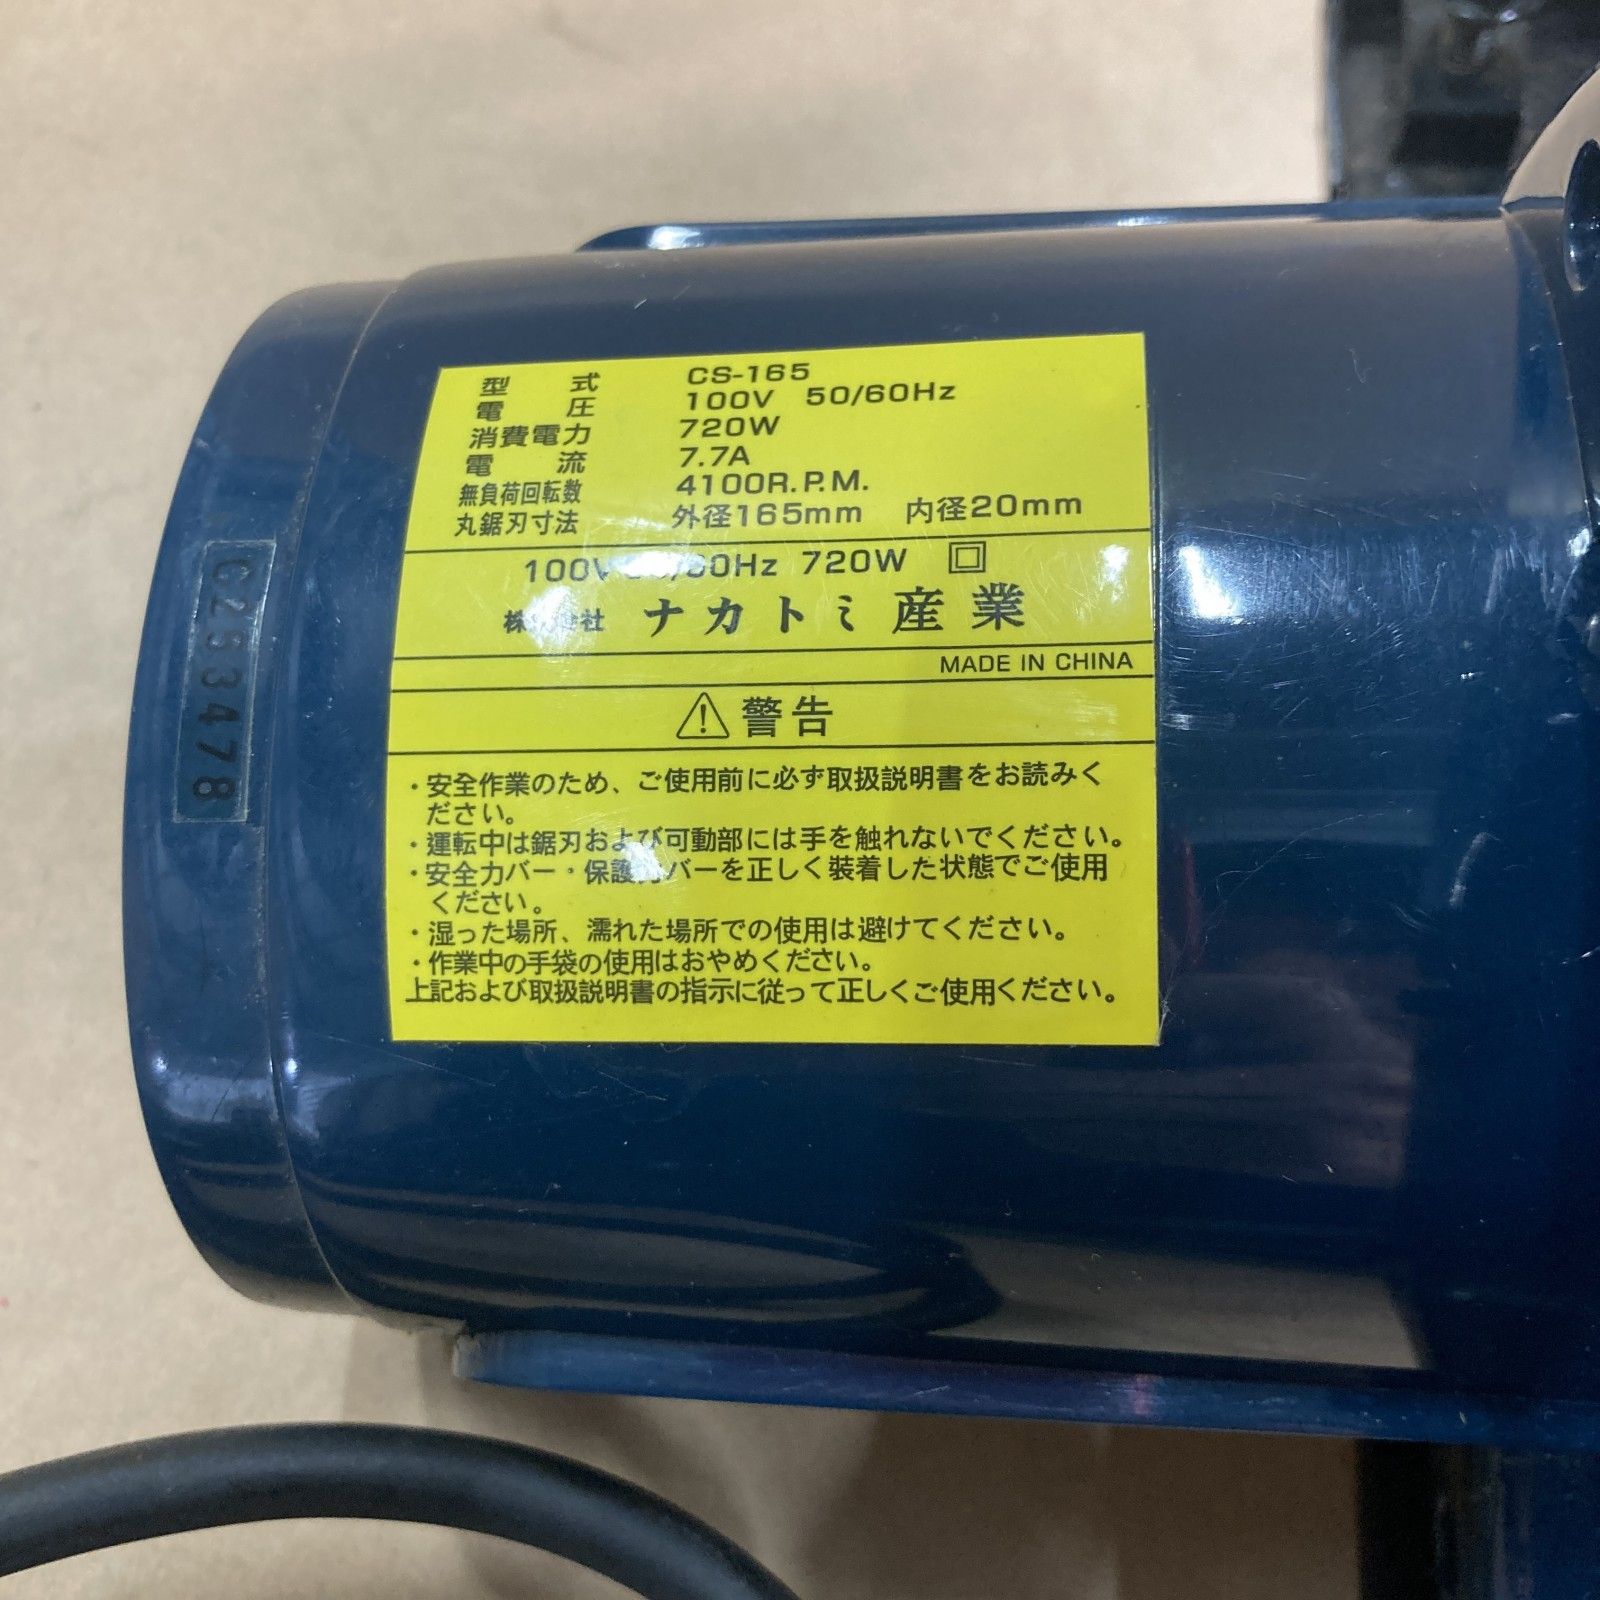 型 式 CS-165
電 圧 100V 50/60Hz
消費電力 720W
電 流 7.7A
無負荷回転数 4100R.P.M.
丸鋸刃寸法 外径165mm 内径20mm
100V /60Hz 720W
株 会社 ナカトミ産業
MADE IN CHINA
警告
・安全作業のため、ご使用前に必ず取扱説明書をお読みく
ださい。
・運転中は鋸刃および可動部には手を触れないでください。
・安全カバー・保護カバーを正しく装着した状態でご使用
ください。
・湿った場所、濡れた場所での使用は避けてください。
・作業中の手袋の使用はおやめください。
上記および取扱説明書の指示に従って正しくご使用ください。
C253478